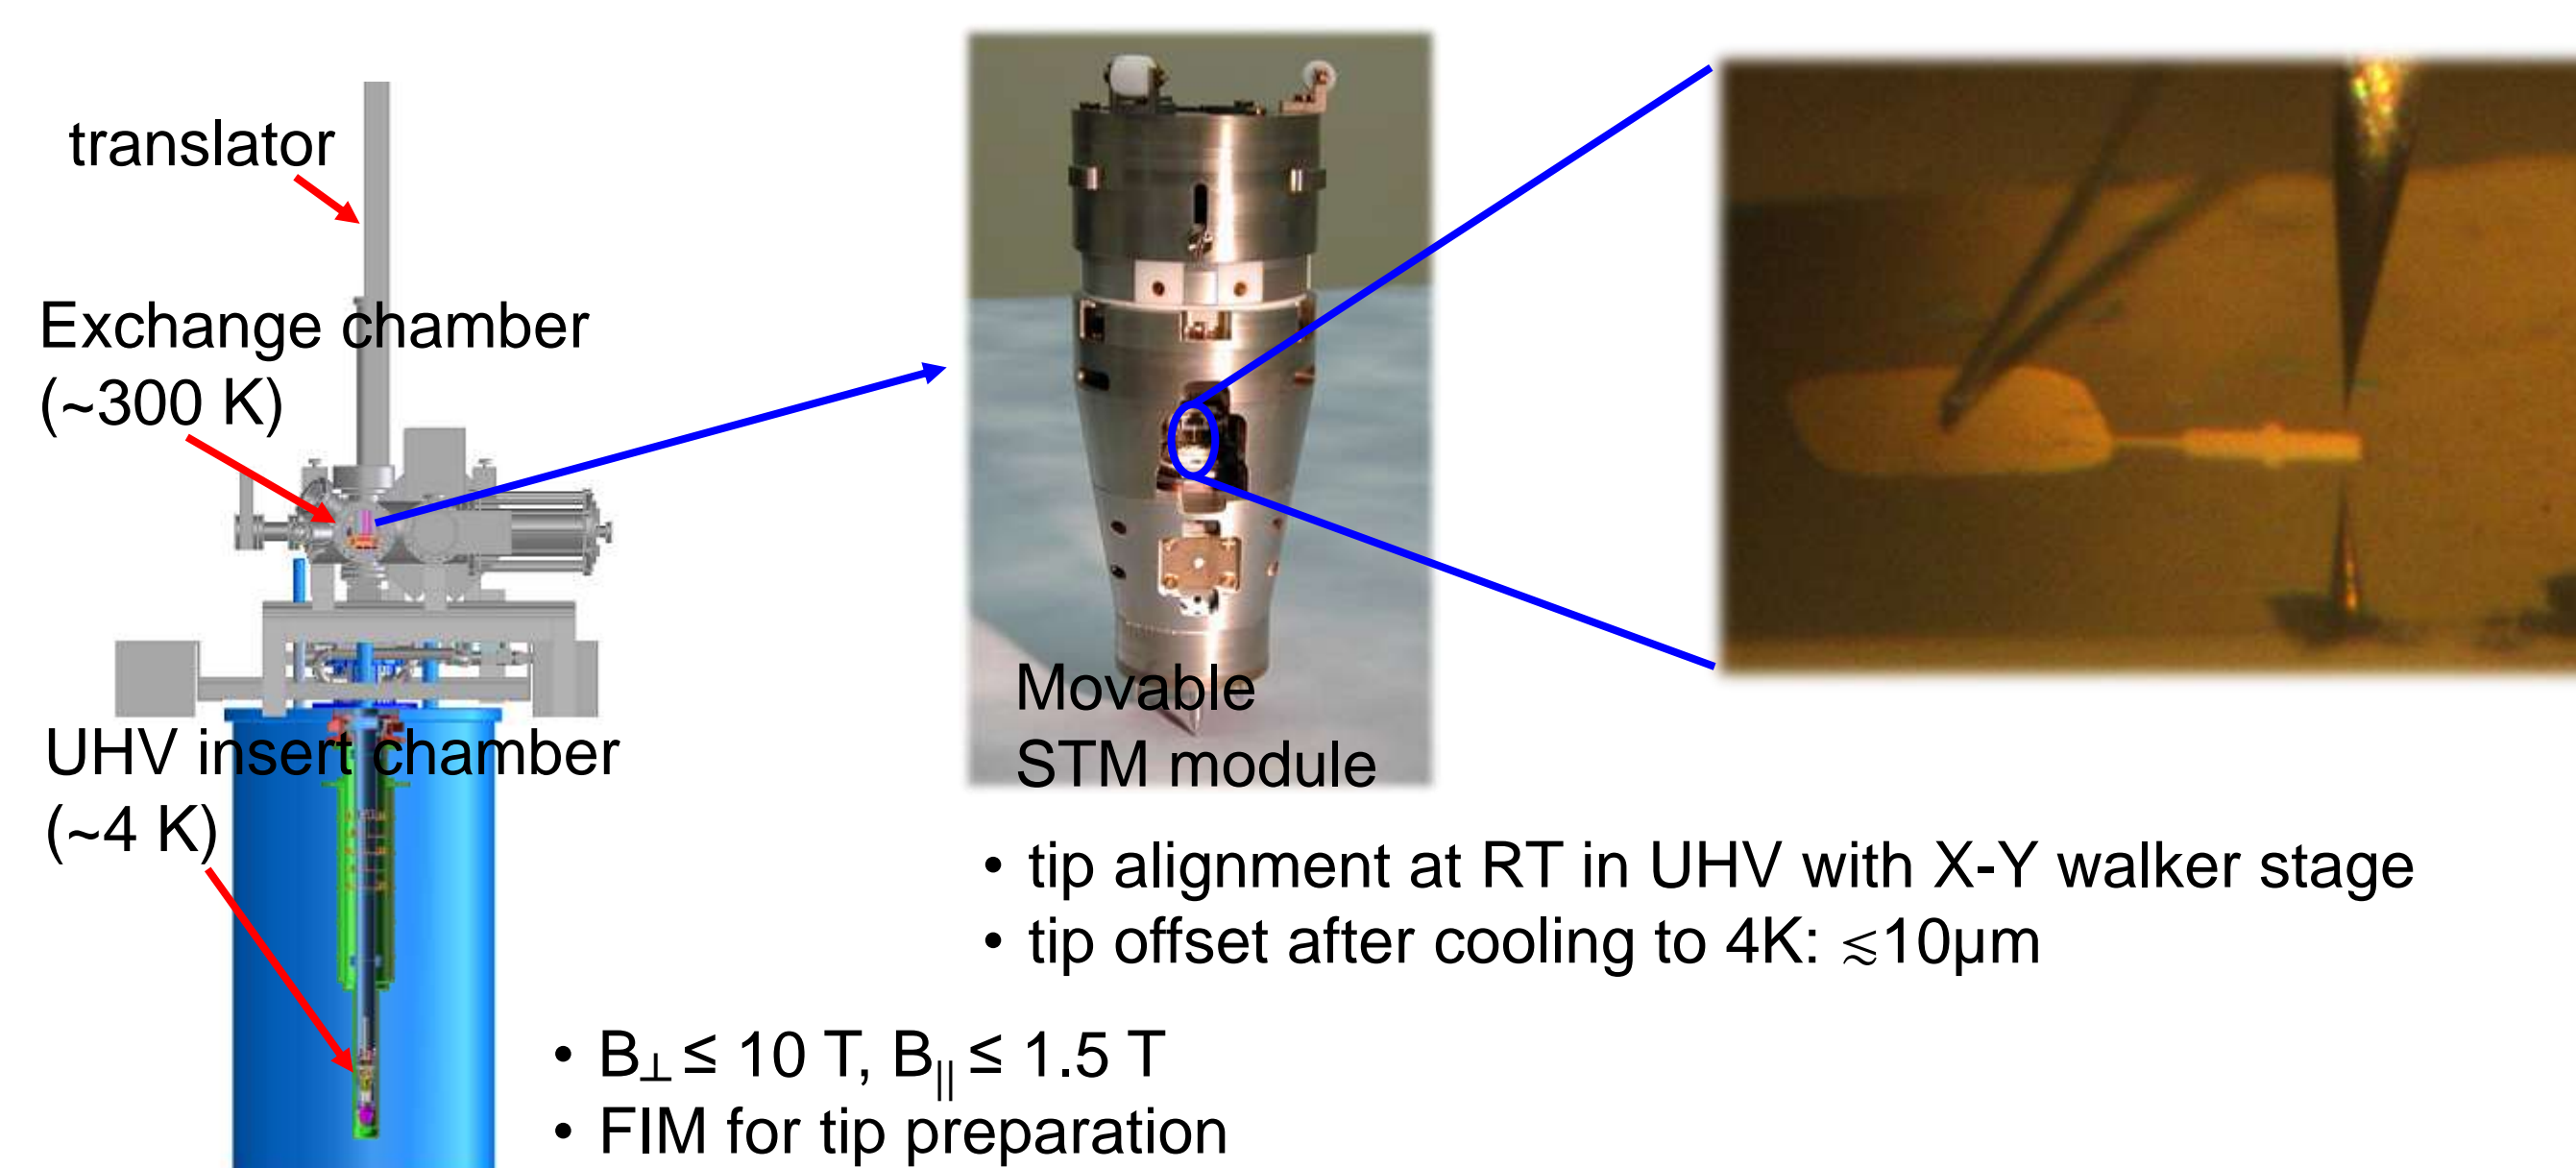 translator
Exchange chamber
(~300 K)
UHV insert chamber
(~4 K)
Movable
STM module
• tip alignment at RT in UHV with X-Y walker stage
• tip offset after cooling to 4K: ≲10µm
• B⊥ ≤ 10 T, B|| ≤ 1.5 T
• FIM for tip preparation